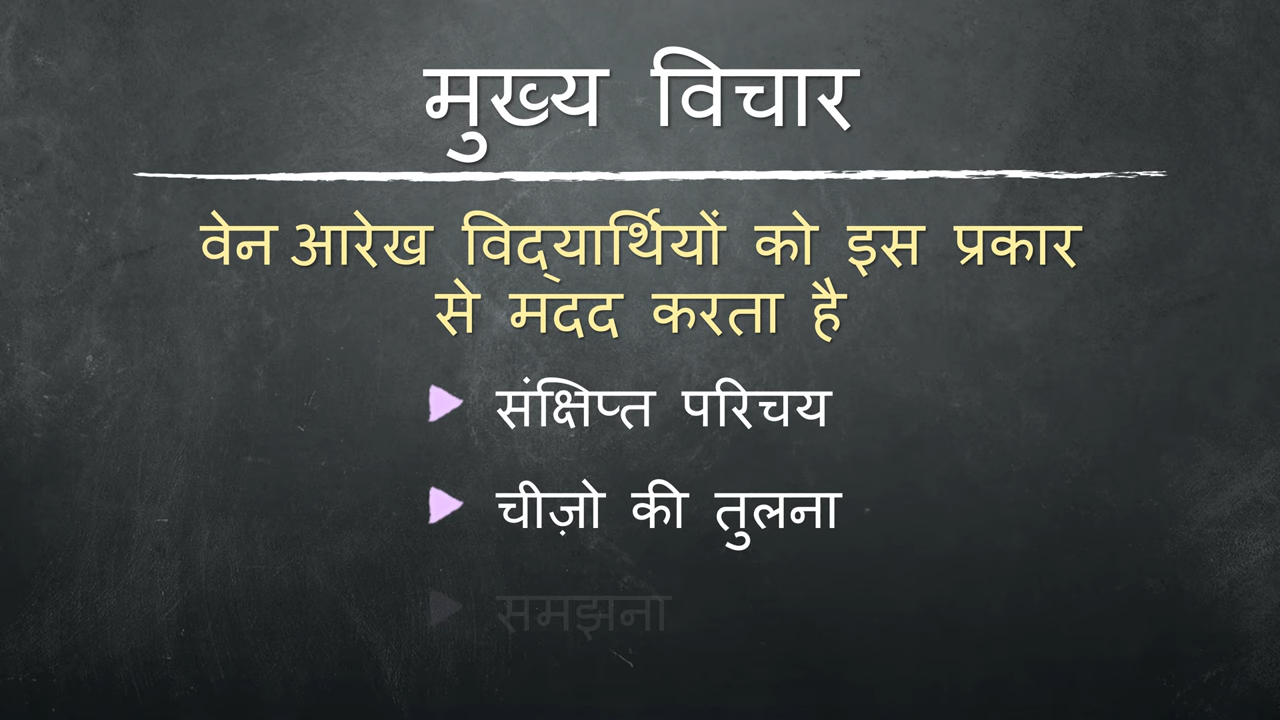 मुख्य विचार
वेन आरेख विद्यार्थियों को इस प्रकार
से मदद करता है
संक्षिप्त परिचय
चीज़ो की तुलना
समझना